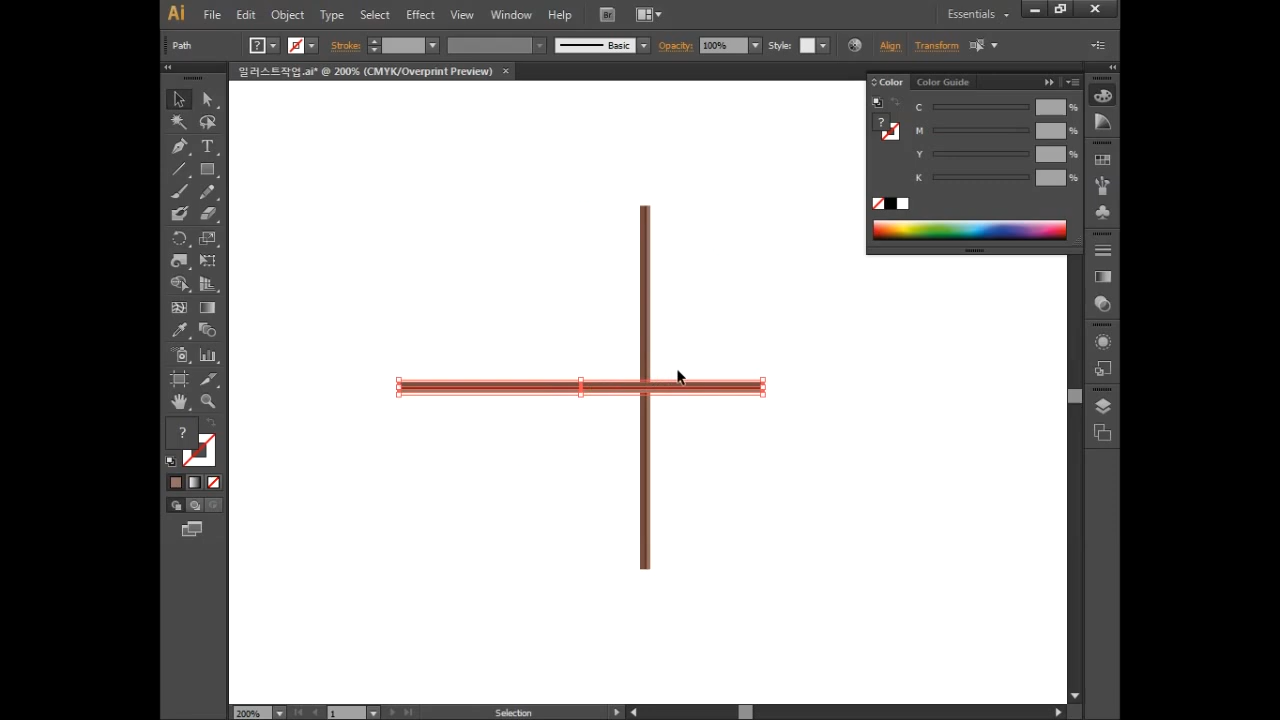 Ai File Edit Object Type Select Effect View Window Help Br Essentials
Path ? Stroke: Basic Opacity: 100% Style: Align Transform
일러스트작업.ai* @ 200% (CMYK/Overprint Preview) ×
Color Color Guide
C %
? M %
Y %
K %
T
?
200% 1 Selection